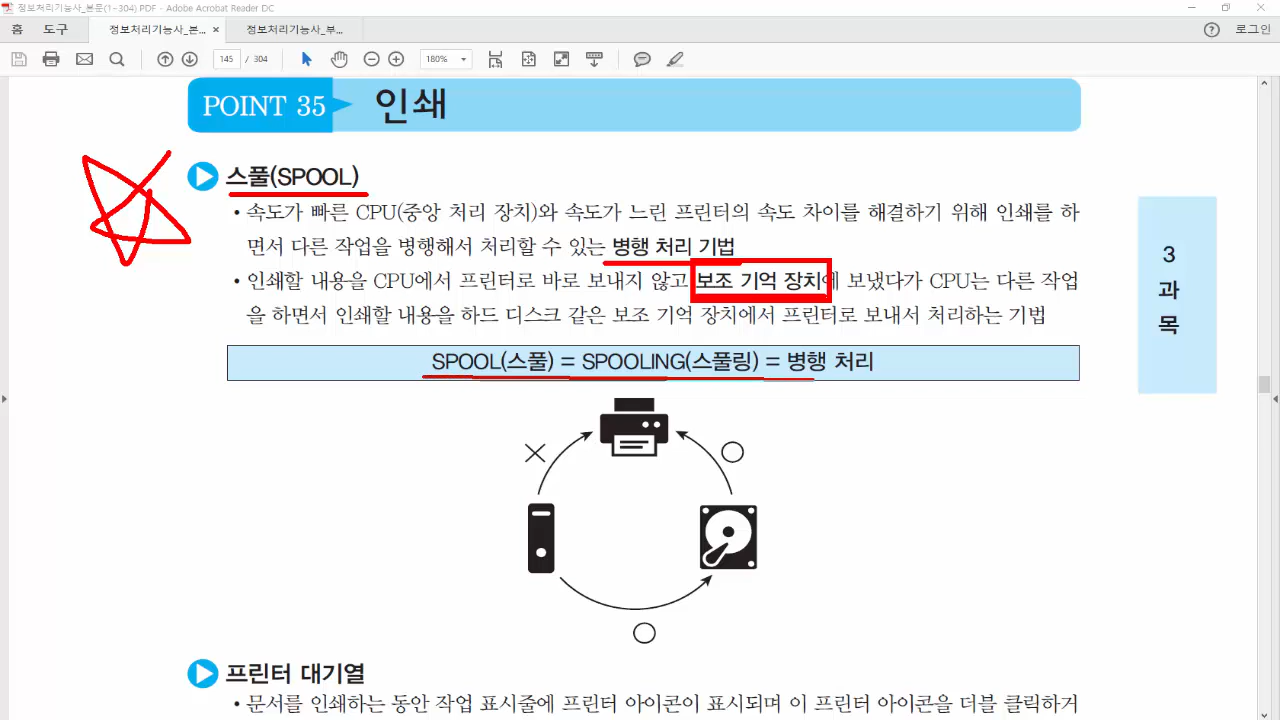 정보처리기능사_본문(1~304) PDF - Adobe Acrobat Reader DC
홈 도구 정보처리기능사_본... × 정보처리기능사_부... 로그인
145 / 304 180%
POINT 35 인쇄
스풀(SPOOL)
• 속도가 빠른 CPU(중앙 처리 장치)와 속도가 느린 프린터의 속도 차이를 해결하기 위해 인쇄를 하
면서 다른 작업을 병행해서 처리할 수 있는 병행 처리 기법
• 인쇄할 내용을 CPU에서 프린터로 바로 보내지 않고 보조 기억 장치에 보냈다가 CPU는 다른 작업
을 하면서 인쇄할 내용을 하드 디스크 같은 보조 기억 장치에서 프린터로 보내서 처리하는 기법
SPOOL(스풀) = SPOOLING(스풀링) = 병행 처리
3
과
목
프린터 대기열
• 문서를 인쇄하는 동안 작업 표시줄에 프린터 아이콘이 표시되며 이 프린터 아이콘을 더블 클릭하거